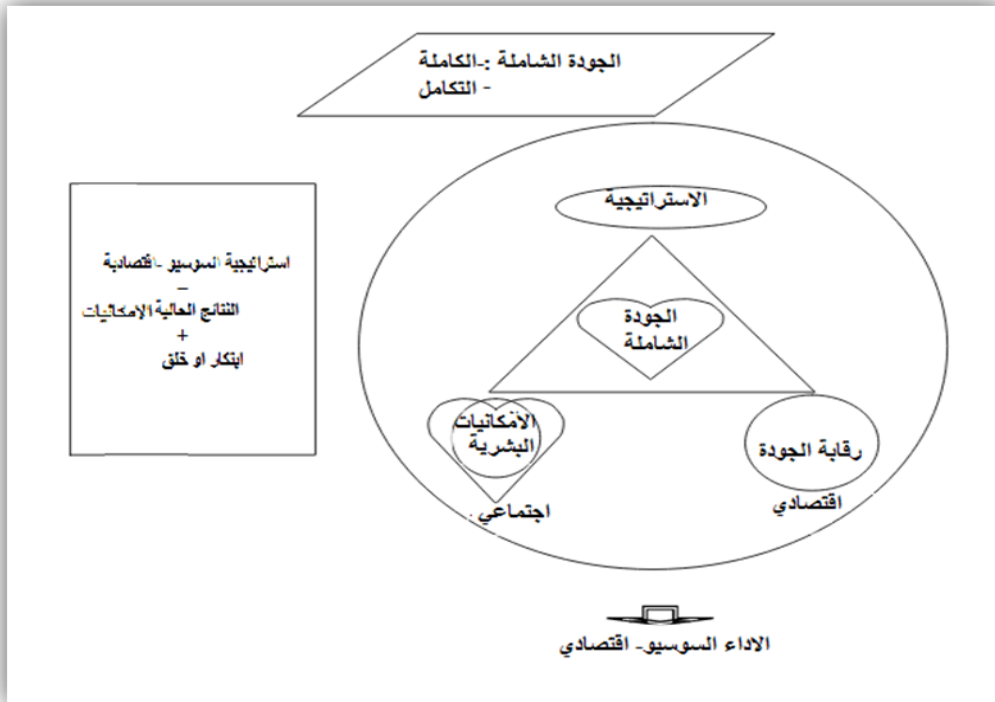 الجودة الشاملة :-الكاملة
- التكامل
الاستراتيجية
الجودة
الشاملة
استراتيجية السوسيو -اقتصادية
–
النتائج الحالية الامكانيات
+
ابتكار او خلق
الأمكانيات
البشرية
اجتماعي
رقابة الجودة
اقتصادي
الاداء السوسيو- اقتصادي